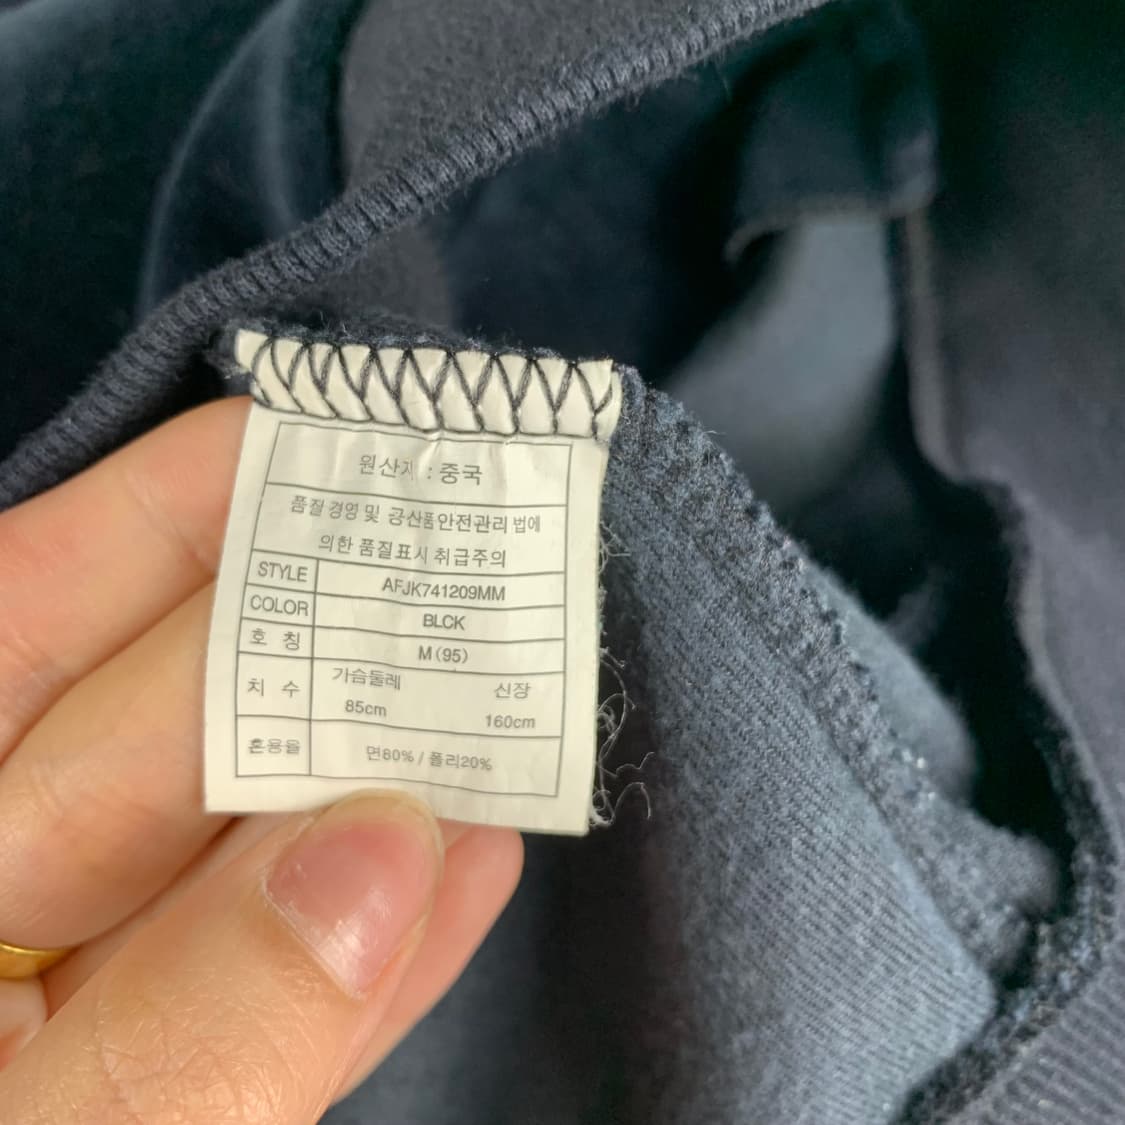 원산지 : 중국
품질 경영 및 공산품안전관리 법에
의한 품질표시 취급주의
STYLE AFJK741209MM
COLOR BLCK
호 칭 M (95)
치 수 가슴둘레 신장
85cm 160cm
혼용율 면80% / 폴리20%